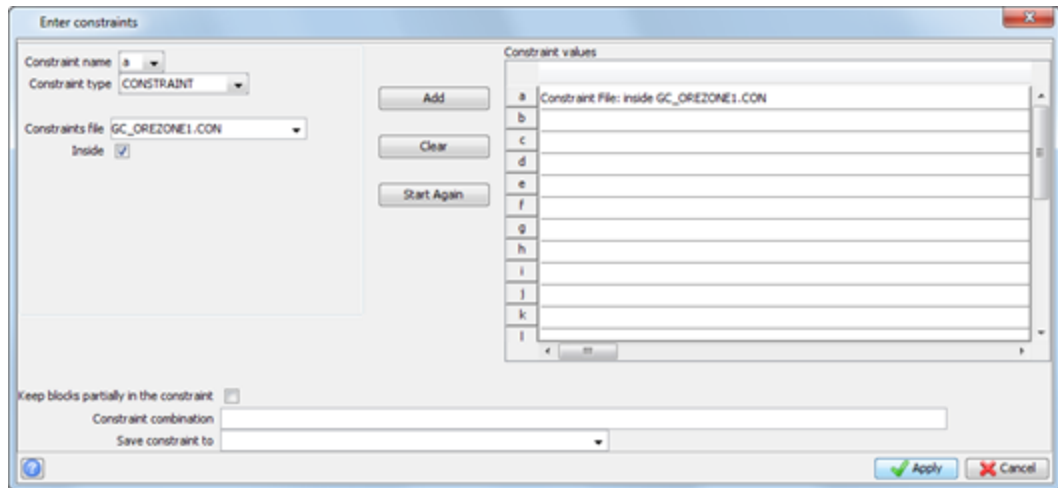 Enter constraints
Constraint name a
Constraint type CONSTRAINT
Constraints file GC_OREZONE1.CON
Inside
Add
Clear
Start Again
Constraint values
a Constraint File: inside GC_OREZONE1.CON
b
c
d
e
f
g
h
i
j
k
l
Keep blocks partially in the constraint
Constraint combination
Save constraint to
? Apply Cancel